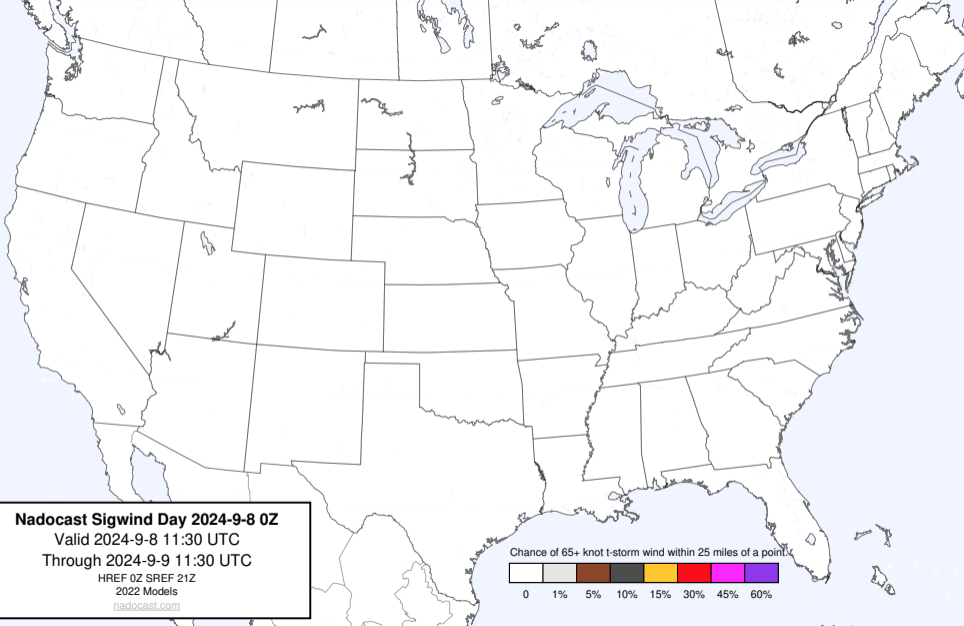 Nadocast Sigwind Day 2024-9-8 0Z
Valid 2024-9-8 11:30 UTC
Through 2024-9-9 11:30 UTC
HREF 0Z SREF 21Z
2022 Models
nadocast.com
Chance of 65+ knot t-storm wind within 25 miles of a point.
0 1% 5% 10% 15% 30% 45% 60%